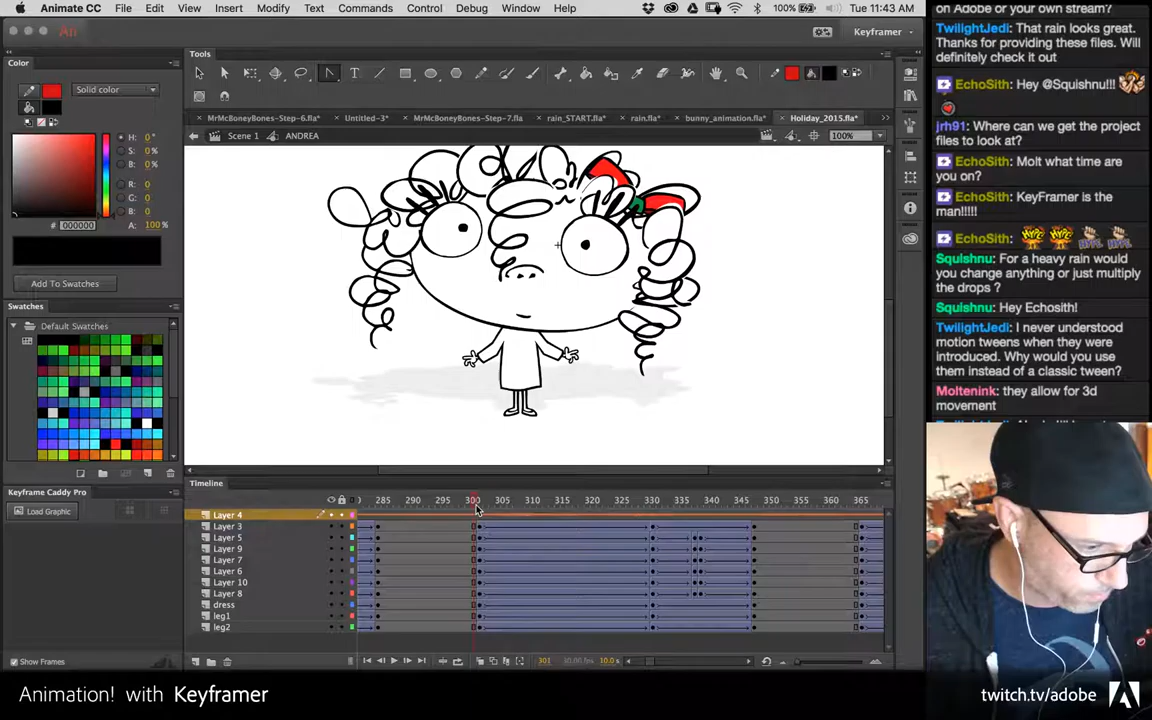 Animate CC File Edit View Insert Modify Text Commands Control Debug Window Help 100% Tue 11:43 AM
An Keyframer
Color
Solid color
H: 0 °
S: 0 %
B: 0 %
R: 0
G: 0
B: 0
# 000000 A: 100 %
Add To Swatches
Swatches
Default Swatches
Keyframe Caddy Pro
Load Graphic
Show Frames
Tools
MrMcBoneyBones-Step-6.fla* Untitled-3* MrMcBoneyBones-Step-7.fla rain_START.fla* rain.fla* bunny_animation.fla* Holiday_2015.fla*
Scene 1 ANDREA 100%
Timeline
285 290 295 300 305 310 315 320 325 330 335 340 345 350 355 360 365
Layer 4
Layer 3
Layer 5
Layer 9
Layer 7
Layer 6
Layer 10
Layer 8
dress
leg1
leg2
301 10.0 s
on Adobe or your own stream?
TwilightJedi: That rain looks great.
Thanks for providing these files. Will
definitely check it out
EchoSith: Hey @Squishnu!!!
jrh91: Where can we get the project
files to look at?
EchoSith: Molt what time are
you on?
EchoSith: KeyFramer is the
man!!!!!
EchoSith:
Squishnu: For a heavy rain would
you change anything or just multiply
the drops ?
Squishnu: Hey Echosith!
TwilightJedi: I never understood
motion tweens when they were
introduced. Why would you use
them instead of a classic tween?
Moltenink: they allow for 3d
movement
Animation! with Keyframer
twitch.tv/adobe